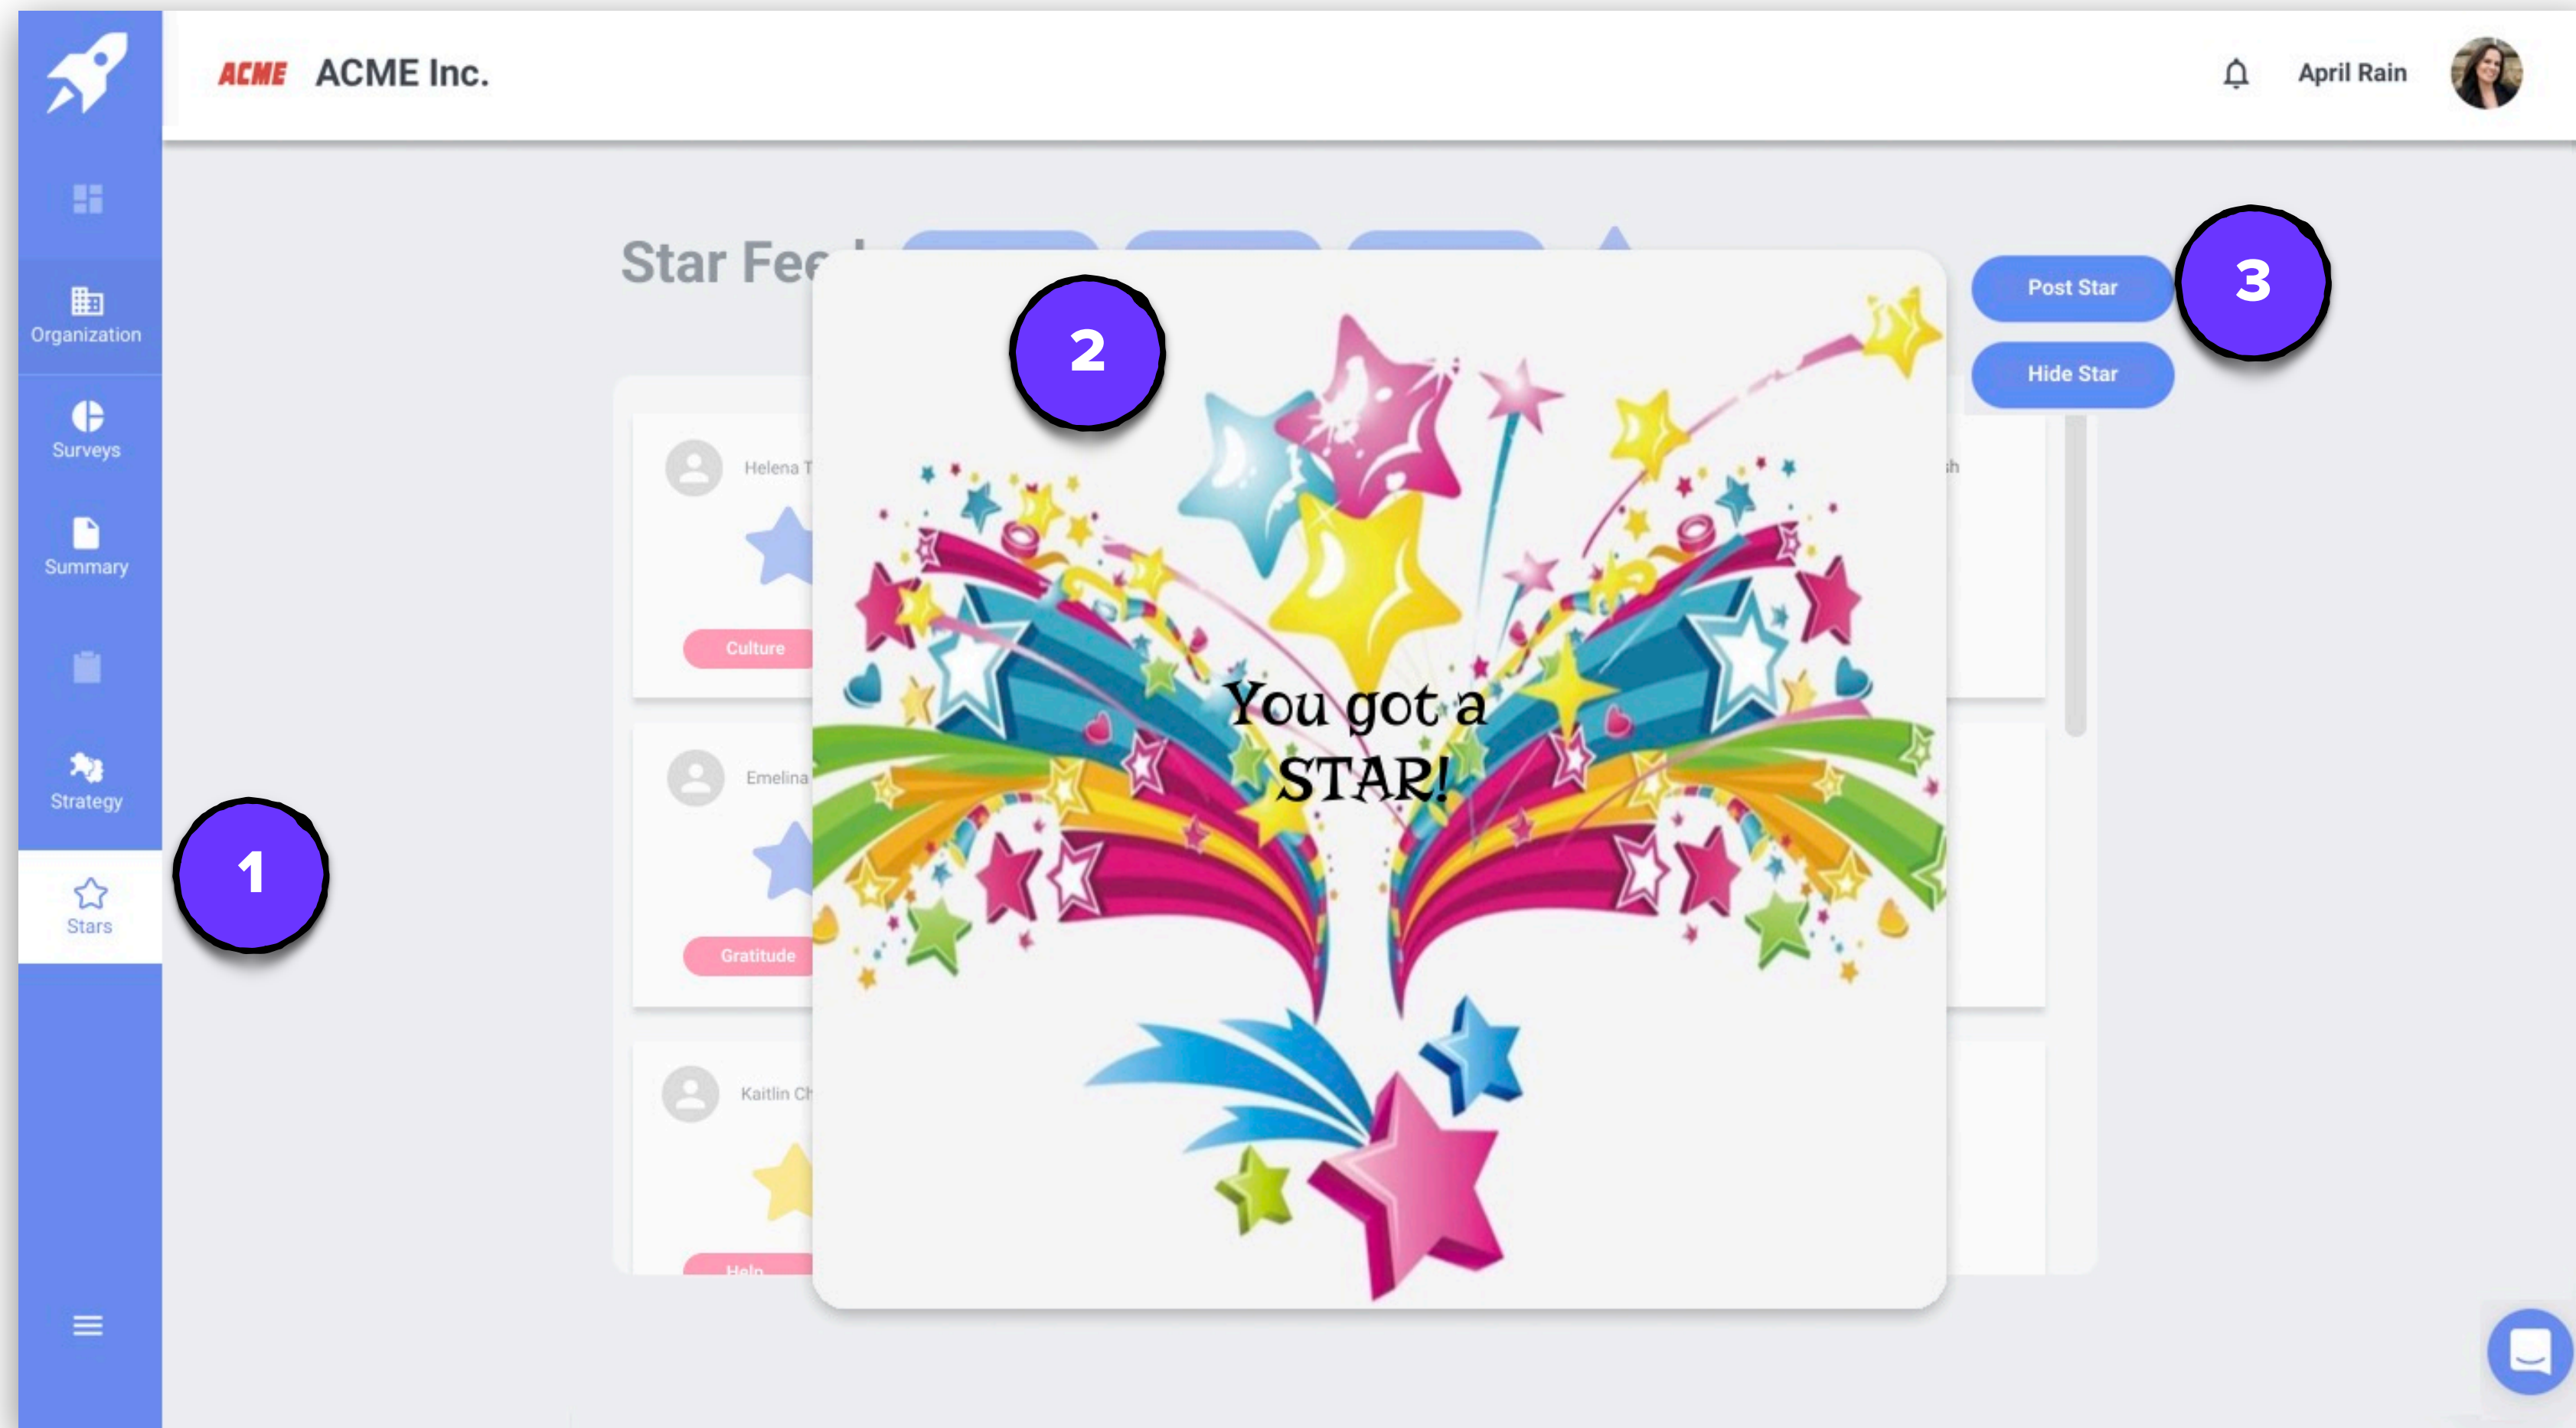 ACME ACME Inc.
April Rain
Organization
Surveys
Summary
Strategy
Stars
1
Star Fee
2
3
Post Star
Hide Star
Helena T
Culture
Emelina
Gratitude
Kaitlin Ch
Help
You got a
STAR!